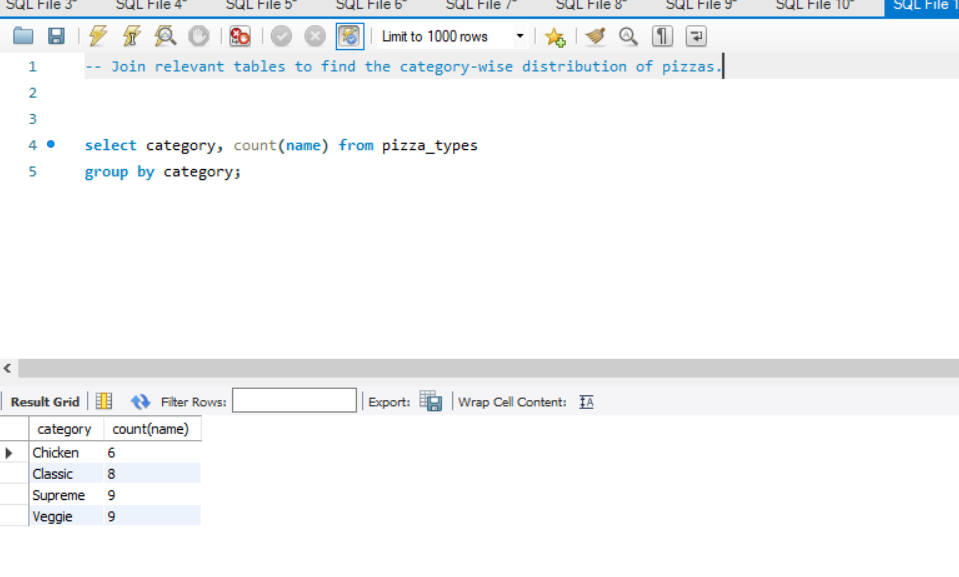 SQL File 3* SQL File 4* SQL File 5* SQL File 6* SQL File 7* SQL File 8* SQL File 9* SQL File 10* SQL File 1
Limit to 1000 rows
1 -- Join relevant tables to find the category-wise distribution of pizzas.
2
3
4 select category, count(name) from pizza_types
5 group by category;
Result Grid Filter Rows: Export: Wrap Cell Content: IA
category count(name)
Chicken 6
Classic 8
Supreme 9
Veggie 9